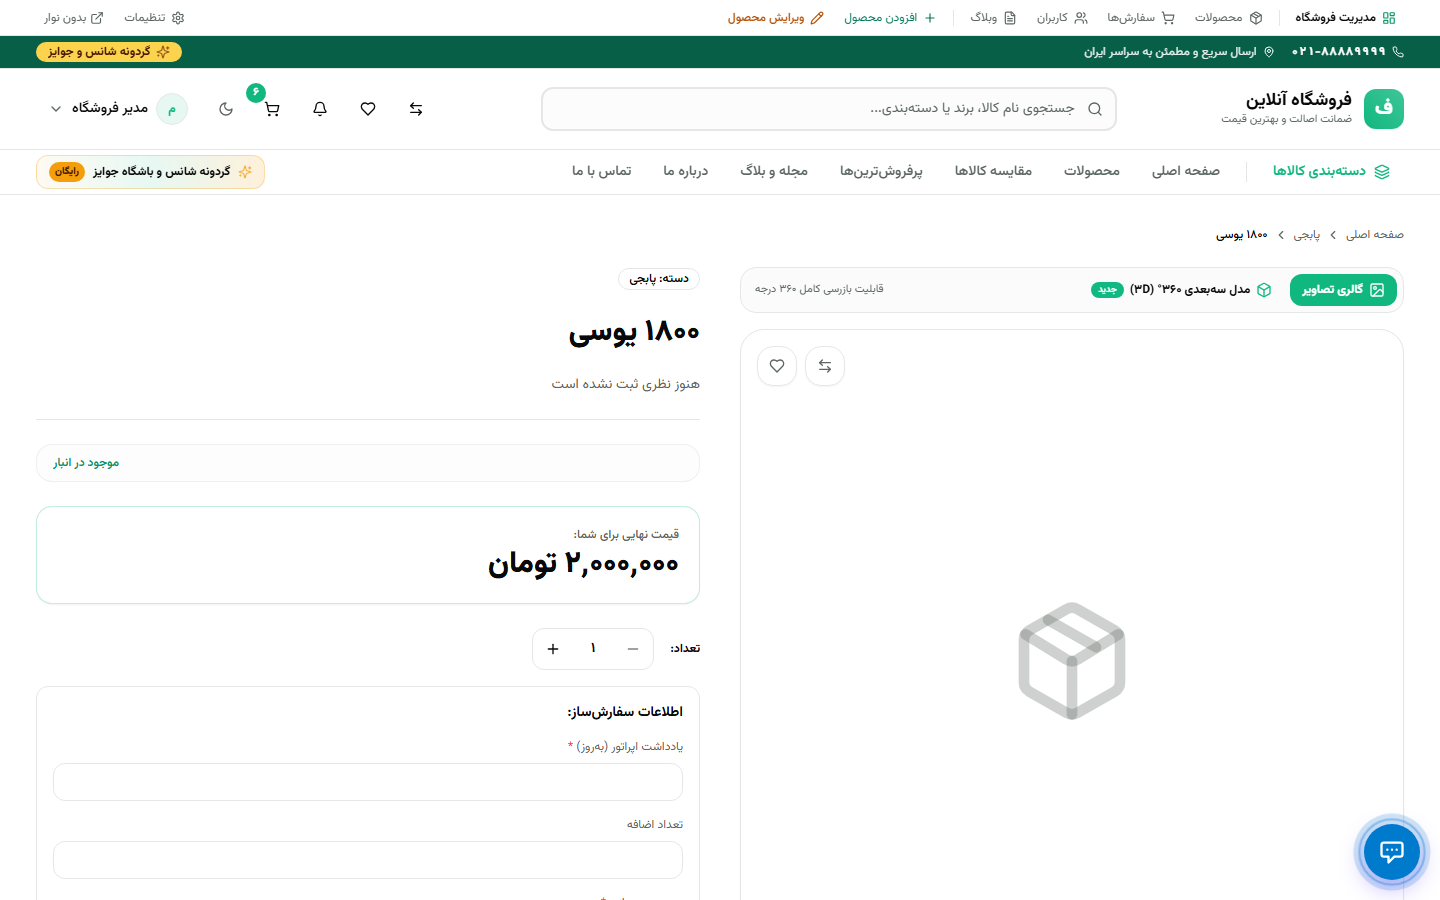 مدیریت فروشگاه
محصولات
سفارش‌ها
کاربران
وبلاگ
افزودن محصول
ویرایش محصول
تنظیمات
بدون نوار
۰۲۱-۸۸۸۸۹۹۹۹
ارسال سریع و مطمئن به سراسر ایران
گردونه شانس و جوایز
ف
فروشگاه آنلاین
ضمانت اصالت و بهترین قیمت
جستجوی نام کالا، برند یا دسته‌بندی...
۶
م
مدیر فروشگاه
دسته‌بندی کالاها
صفحه اصلی
محصولات
مقایسه کالاها
پرفروش‌ترین‌ها
مجله و بلاگ
درباره ما
تماس با ما
گردونه شانس و باشگاه جوایز
رایگان
صفحه اصلی
پابجی
۱۸۰۰ یوسی
گالری تصاویر
مدل سه‌بعدی ۳۶۰° (۳D)
جدید
قابلیت بازرسی کامل ۳۶۰ درجه
دسته: پابجی
۱۸۰۰ یوسی
هنوز نظری ثبت نشده است
موجود در انبار
قیمت نهایی برای شما:
۲,۰۰۰,۰۰۰ تومان
تعداد:
۱
اطلاعات سفارش‌ساز:
یادداشت اپراتور (به‌روز) *
تعداد اضافه